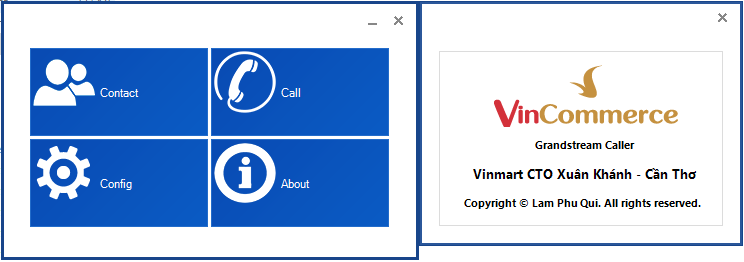 Contact
Call
Config
About
VinCommerce
Grandstream Caller
Vinmart CTO Xuân Khánh - Cần Thơ
Copyright © Lam Phu Qui. All rights reserved.